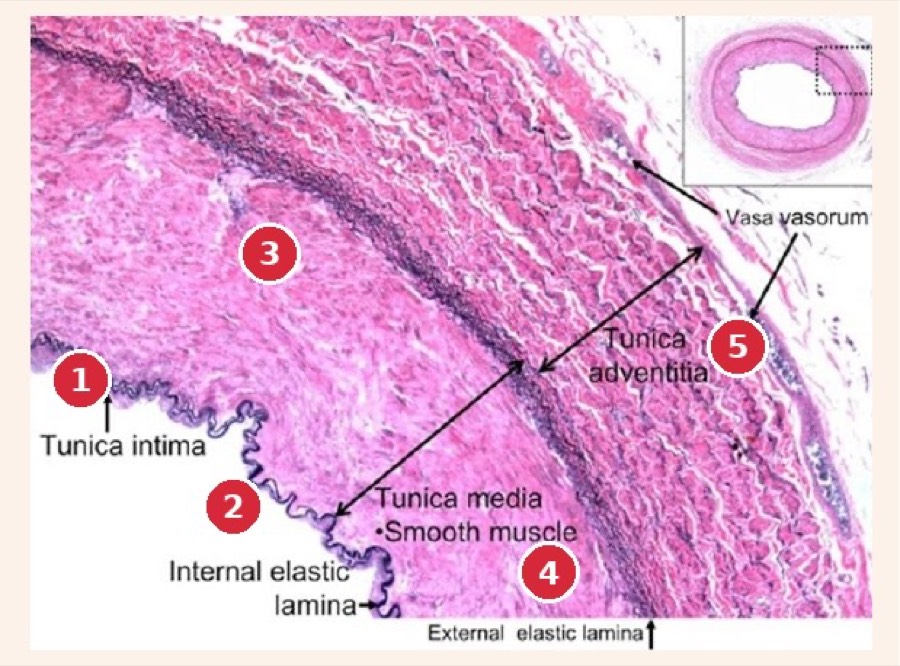 Vasa vasorum
3
Tunica
adventitia
5
1
Tunica intima
2
Tunica media
•Smooth muscle
Internal elastic
lamina
4
External elastic lamina